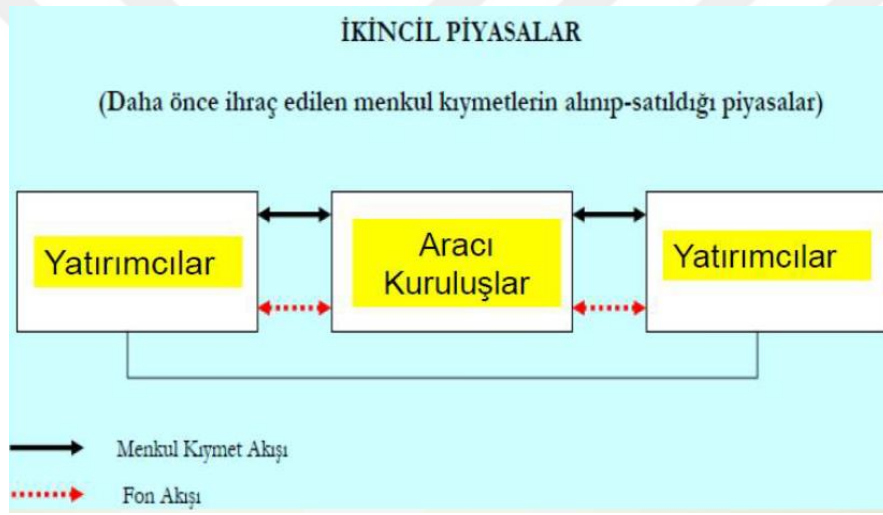 İKİNCİL PİYASALAR
(Daha önce ihraç edilen menkul kıymetlerin alınıp-satıldığı piyasalar)
Yatırımcılar
Aracı
Kuruluşlar
Yatırımcılar
Menkul Kıymet Akışı
Fon Akışı